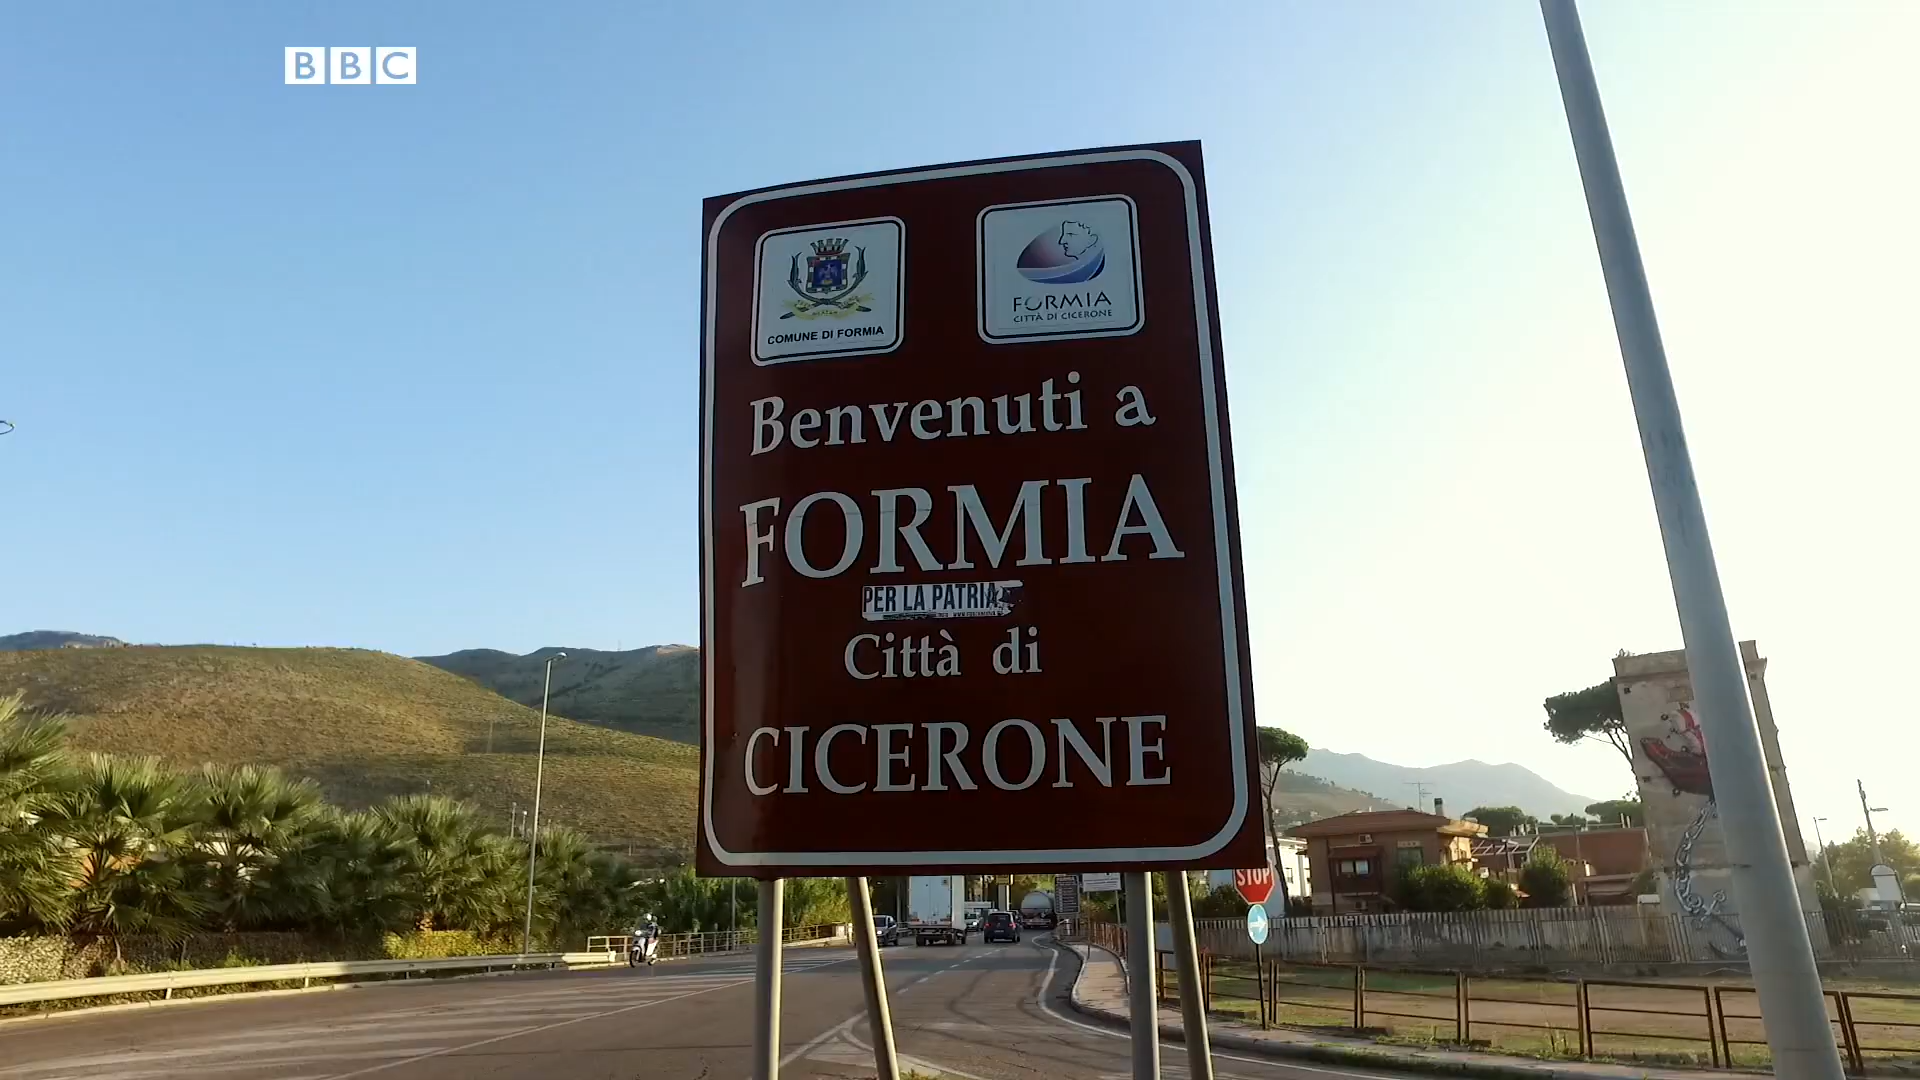 BBC
COMUNE DI FORMIA
FORMIA
CITTÀ DI CICERONE
Benvenuti a
FORMIA
PER LA PATRIA
Città di
CICERONE
STOP